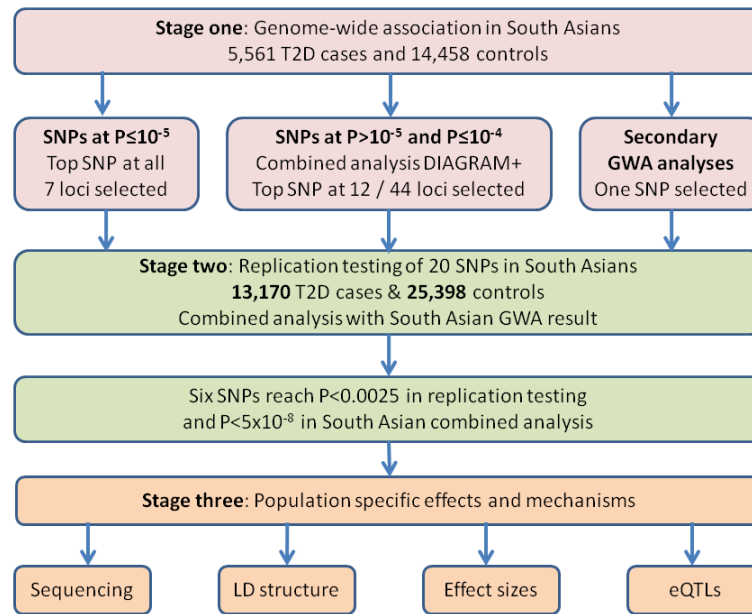 Stage one: Genome-wide association in South Asians
5,561 T2D cases and 14,458 controls
SNPs at P≤10⁻⁵
Top SNP at all
7 loci selected
SNPs at P>10⁻⁵ and P≤10⁻⁴
Combined analysis DIAGRAM+
Top SNP at 12 / 44 loci selected
Secondary
GWA analyses
One SNP selected
Stage two: Replication testing of 20 SNPs in South Asians
13,170 T2D cases & 25,398 controls
Combined analysis with South Asian GWA result
Six SNPs reach P<0.0025 in replication testing
and P<5x10⁻⁸ in South Asian combined analysis
Stage three: Population specific effects and mechanisms
Sequencing
LD structure
Effect sizes
eQTLs